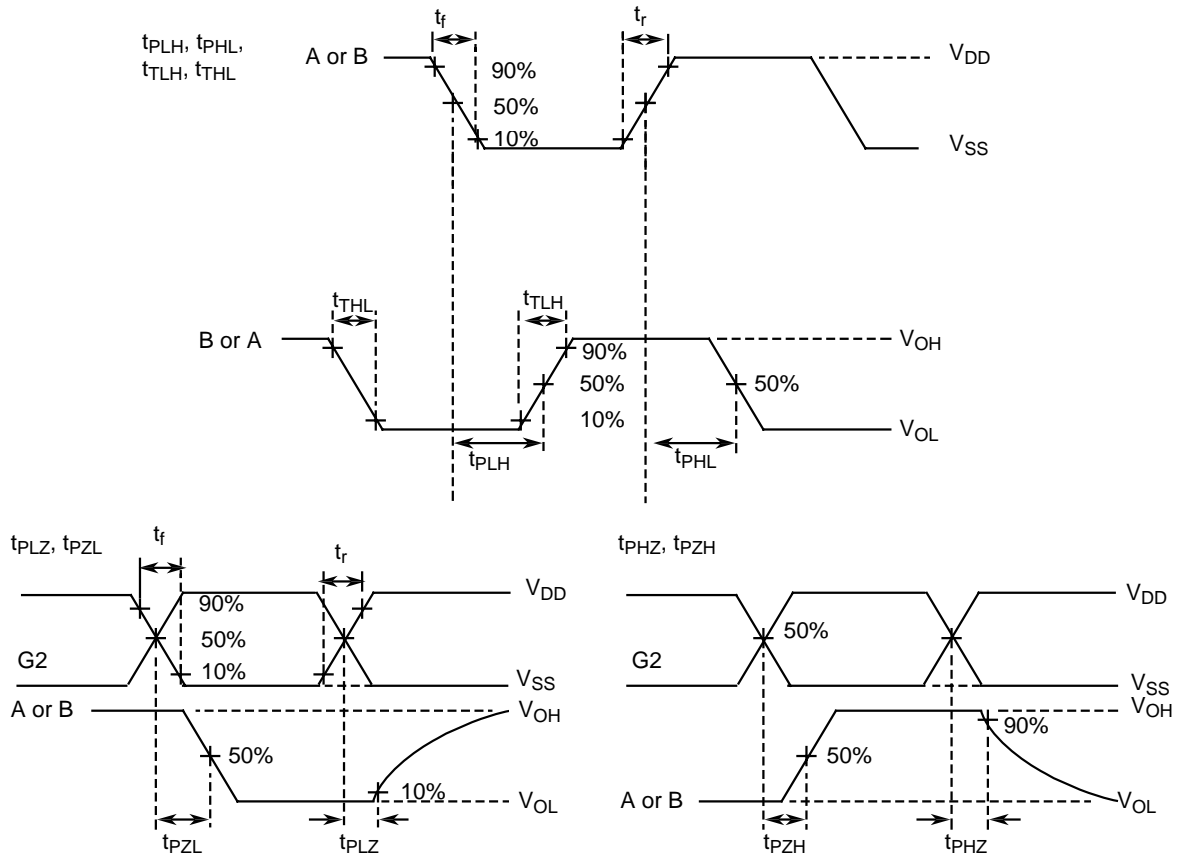 tPLH, tPHL,
tTLH, tTHL
tf
tr
A or B
90%
50%
10%
VDD
VSS
tTHL
tTLH
B or A
90%
50%
10%
50%
VOH
VOL
tPLH
tPHL
tPLZ, tPZL
tf
tr
G2
90%
50%
10%
VDD
VSS
A or B
VOH
50%
10%
VOL
tPZL
tPLZ
tPHZ, tPZH
VDD
50%
G2
VSS
VOH
90%
50%
A or B
VOL
tPZH
tPHZ